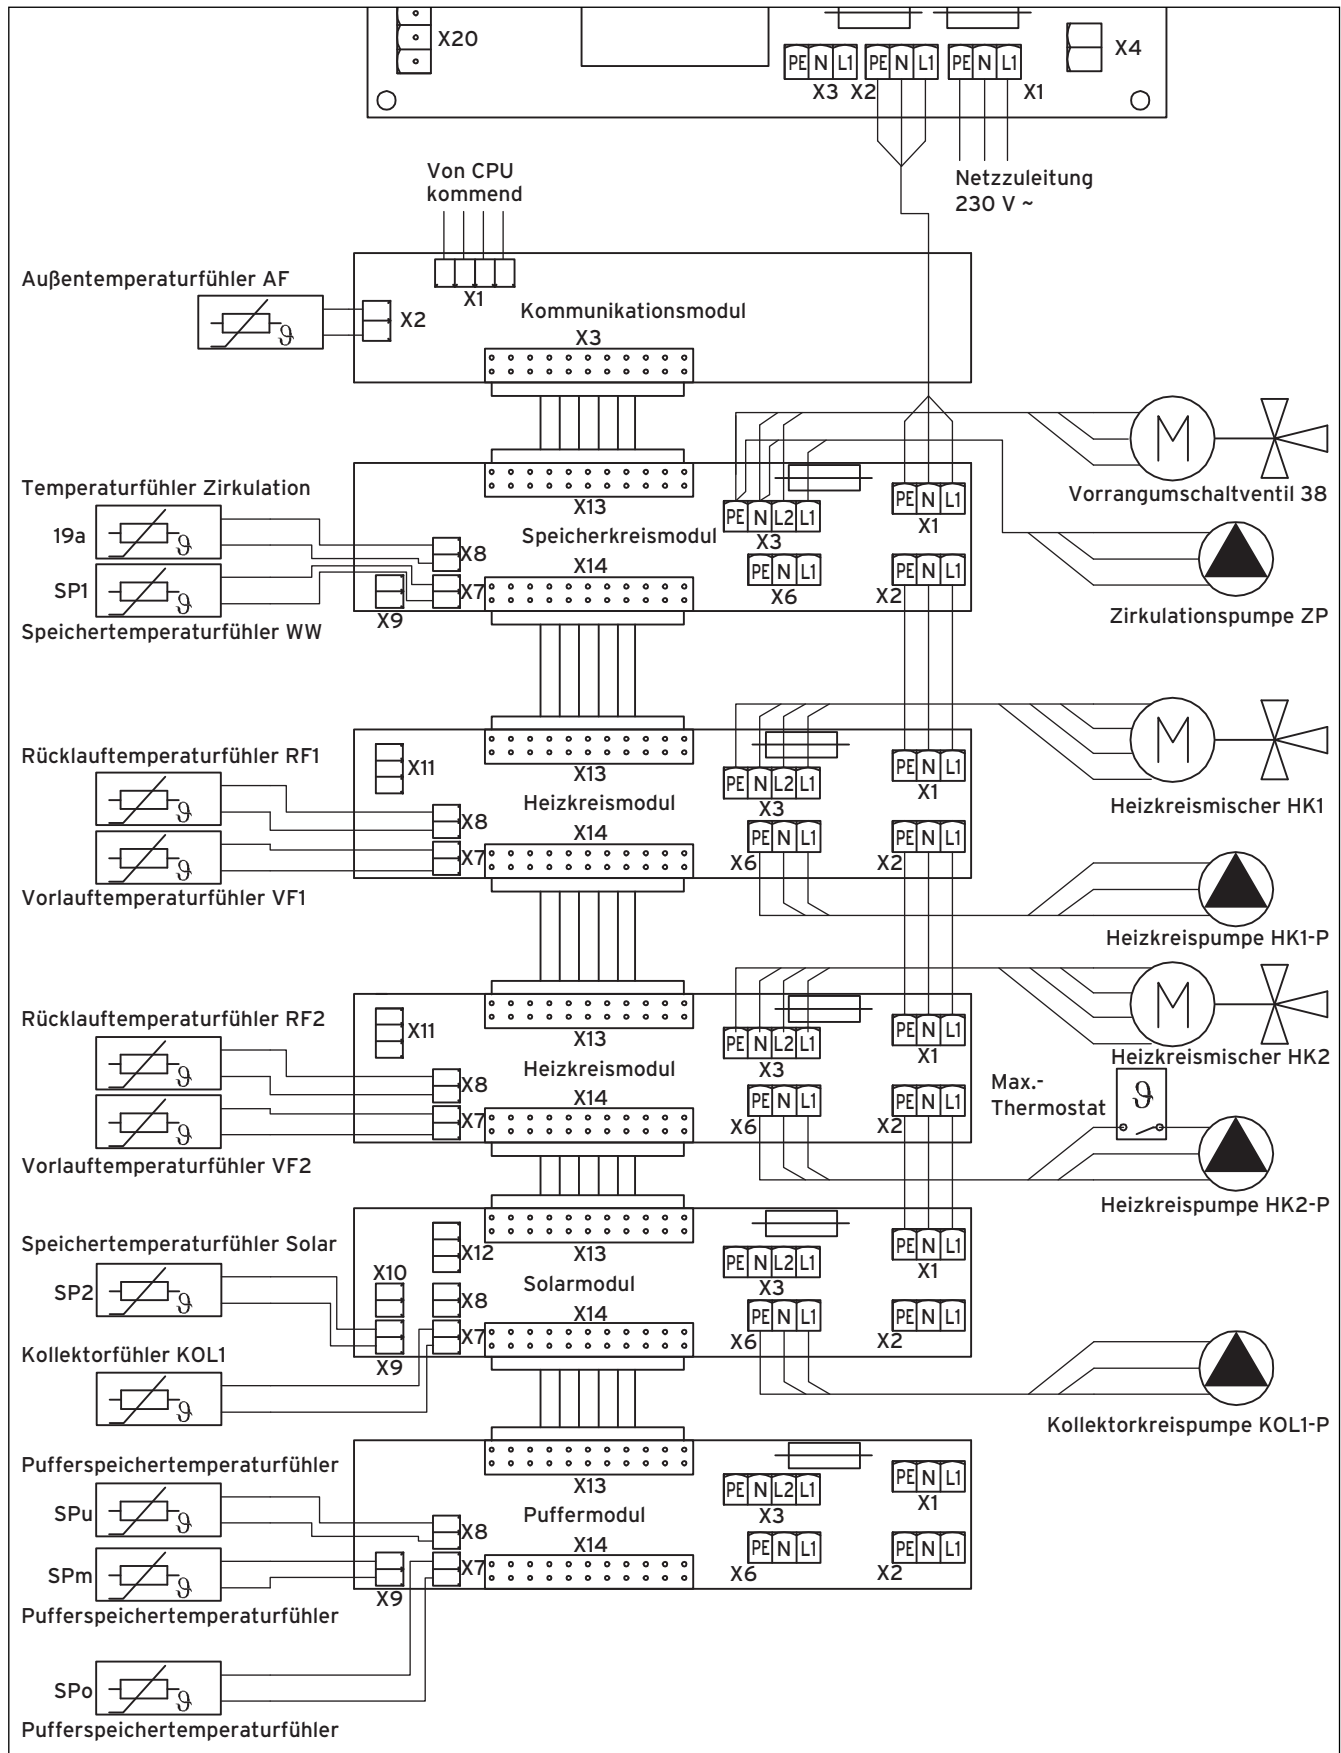 X20
X4
PE N L1
PE N L1
PE N L1
X3
X2
X1
Von CPU
kommend
Netzzuleitung
230 V ~
Außentemperaturfühler AF
ϑ
X2
X1
Kommunikationsmodul
X3
M
Vorrangumschaltventil 38
Temperaturfühler Zirkulation
19a
ϑ
SP1
ϑ
Speichertemperaturfühler WW
X13
Speicherkreismodul
X14
X8
X7
X9
PE N L2 L1
X3
PE N L1
X6
PE N L1
X1
PE N L1
X2
Zirkulationspumpe ZP
Rücklauftemperaturfühler RF1
ϑ
ϑ
Vorlauftemperaturfühler VF1
X11
X13
Heizkreismodul
X14
X8
X7
PE N L2 L1
X3
PE N L1
X6
PE N L1
X1
PE N L1
X2
M
Heizkreismischer HK1
Heizkreispumpe HK1-P
Rücklauftemperaturfühler RF2
ϑ
ϑ
Vorlauftemperaturfühler VF2
X11
X13
Heizkreismodul
X14
X8
X7
PE N L2 L1
X3
PE N L1
X6
PE N L1
X1
PE N L1
X2
M
Heizkreismischer HK2
Max.-
Thermostat
ϑ
Heizkreispumpe HK2-P
Speichertemperaturfühler Solar
SP2
ϑ
Kollektorfühler KOL1
ϑ
X12
X10
X8
X7
X9
X13
Solarmodul
X14
PE N L2 L1
X3
PE N L1
X6
PE N L1
X1
PE N L1
X2
Kollektorkreispumpe KOL1-P
Pufferspeichertemperaturfühler
SPu
ϑ
SPm
ϑ
Pufferspeichertemperaturfühler
X13
Puffermodul
X14
X8
X7
X9
PE N L2 L1
X3
PE N L1
X6
PE N L1
X1
PE N L1
X2
SPo
ϑ
Pufferspeichertemperaturfühler